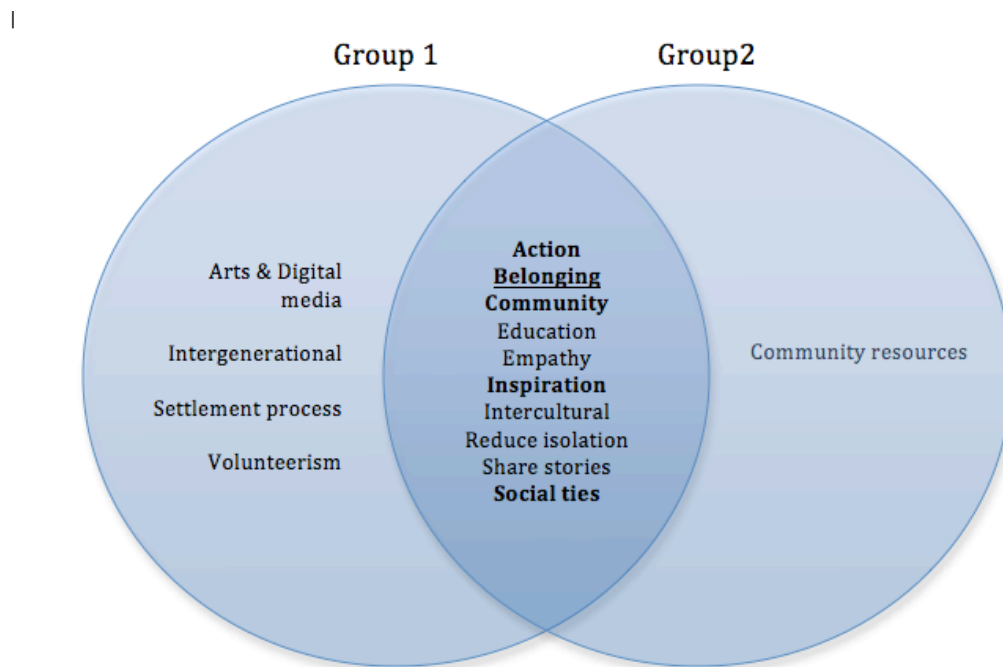 Group 1
Group2
Arts & Digital
media
Intergenerational
Settlement process
Volunteerism
Action
Belonging
Community
Education
Empathy
Inspiration
Intercultural
Reduce isolation
Share stories
Social ties
Community resources